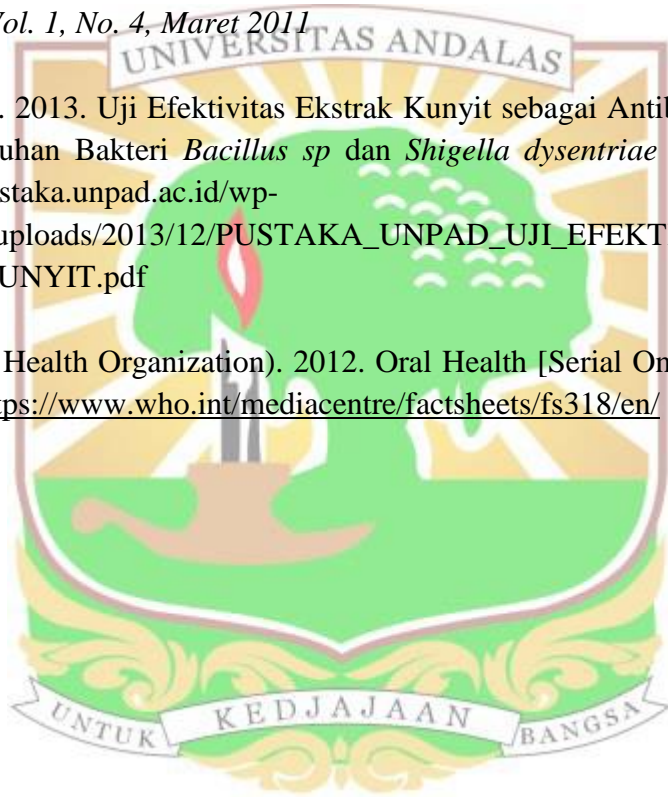 Vol. 1, No. 4, Maret 2011
UNIVERSITAS ANDALAS
. 2013. Uji Efektivitas Ekstrak Kunyit sebagai Antib
uhan Bakteri Bacillus sp dan Shigella dysentriae
staka.unpad.ac.id/wp-
uploads/2013/12/PUSTAKA_UNPAD_UJI_EFEKT
UNYIT.pdf
Health Organization). 2012. Oral Health [Serial On
tps://www.who.int/mediacentre/factsheets/fs318/en/
UNTUK KEDJAJAAN BANGSA